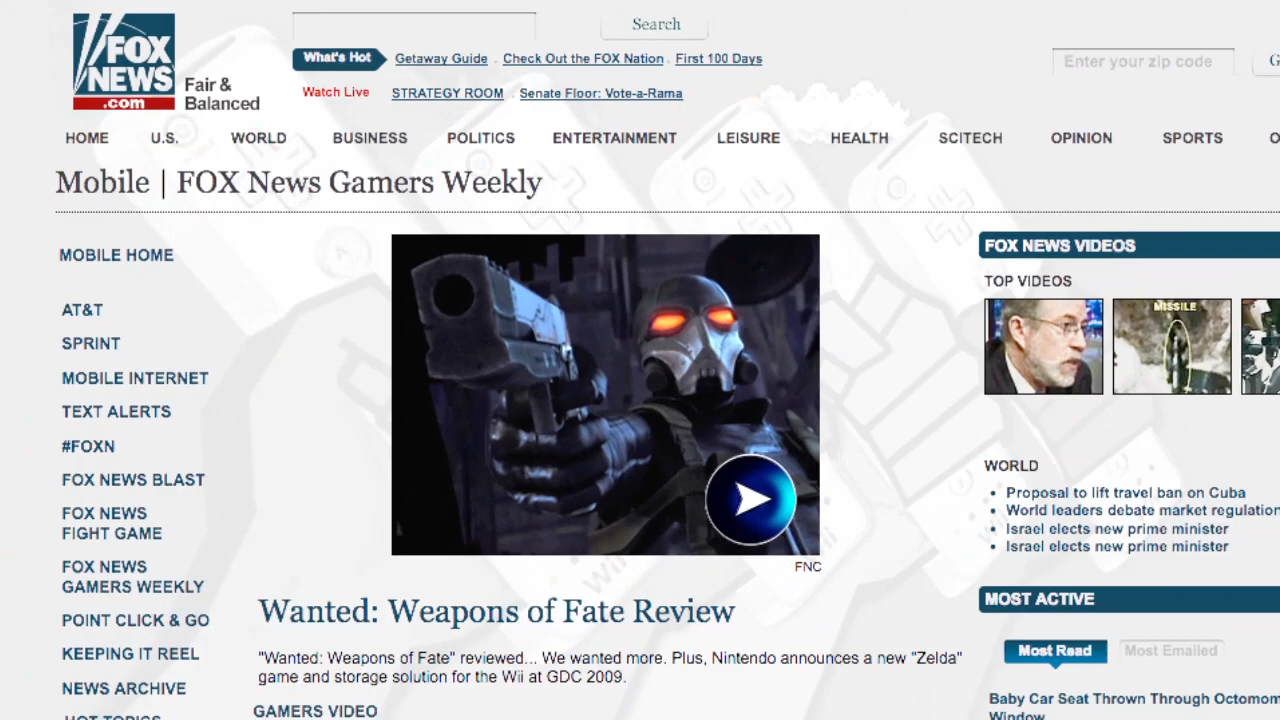 FOX
NEWS
.com
Fair &
Balanced
Search
What's Hot Getaway Guide . Check Out the FOX Nation . First 100 Days
Watch Live STRATEGY ROOM . Senate Floor: Vote-a-Rama
Enter your zip code G
HOME U.S. WORLD BUSINESS POLITICS ENTERTAINMENT LEISURE HEALTH SCITECH OPINION SPORTS O
Mobile | FOX News Gamers Weekly
MOBILE HOME
AT&T
SPRINT
MOBILE INTERNET
TEXT ALERTS
#FOXN
FOX NEWS BLAST
FOX NEWS
FIGHT GAME
FOX NEWS
GAMERS WEEKLY
POINT CLICK & GO
KEEPING IT REEL
NEWS ARCHIVE
HOT TOPICS
FNC
Wanted: Weapons of Fate Review
"Wanted: Weapons of Fate" reviewed... We wanted more. Plus, Nintendo announces a new "Zelda"
game and storage solution for the Wii at GDC 2009.
GAMERS VIDEO
FOX NEWS VIDEOS
TOP VIDEOS
MISSILE
WORLD
• Proposal to lift travel ban on Cuba
• World leaders debate market regulation
• Israel elects new prime minister
• Israel elects new prime minister
MOST ACTIVE
Most Read Most Emailed
Baby Car Seat Thrown Through Octomom
Window
Wii
Wii